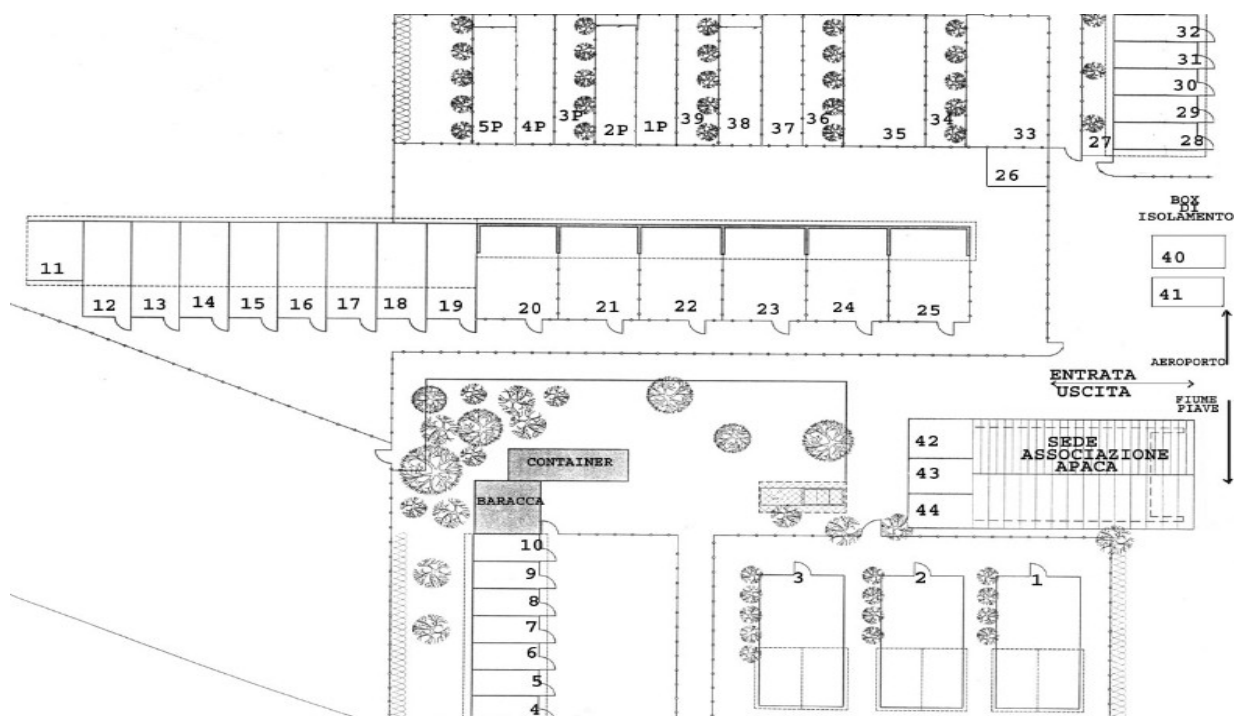 32
31
30
29
28
5P
4P
3P
2P
1P
39
38
37
36
35
34
33
27
26
BOX
DI
ISOLAMENTO
40
41
11
12
13
14
15
16
17
18
19
20
21
22
23
24
25
AEROPORTO
ENTRATA
USCITA
FIUME
PIAVE
42
43
44
SEDE
ASSOCIAZIONE
APACA
CONTAINER
BARACCA
10
9
8
7
6
5
4
3
2
1